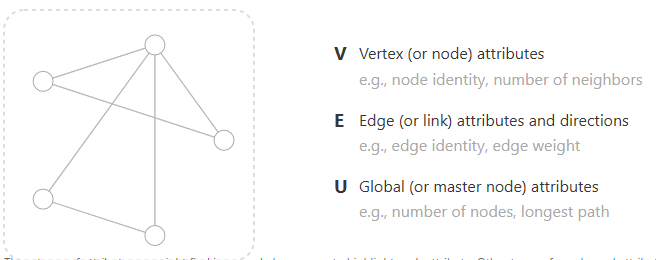 V Vertex (or node) attributes
e.g., node identity, number of neighbors
E Edge (or link) attributes and directions
e.g., edge identity, edge weight
U Global (or master node) attributes
e.g., number of nodes, longest path